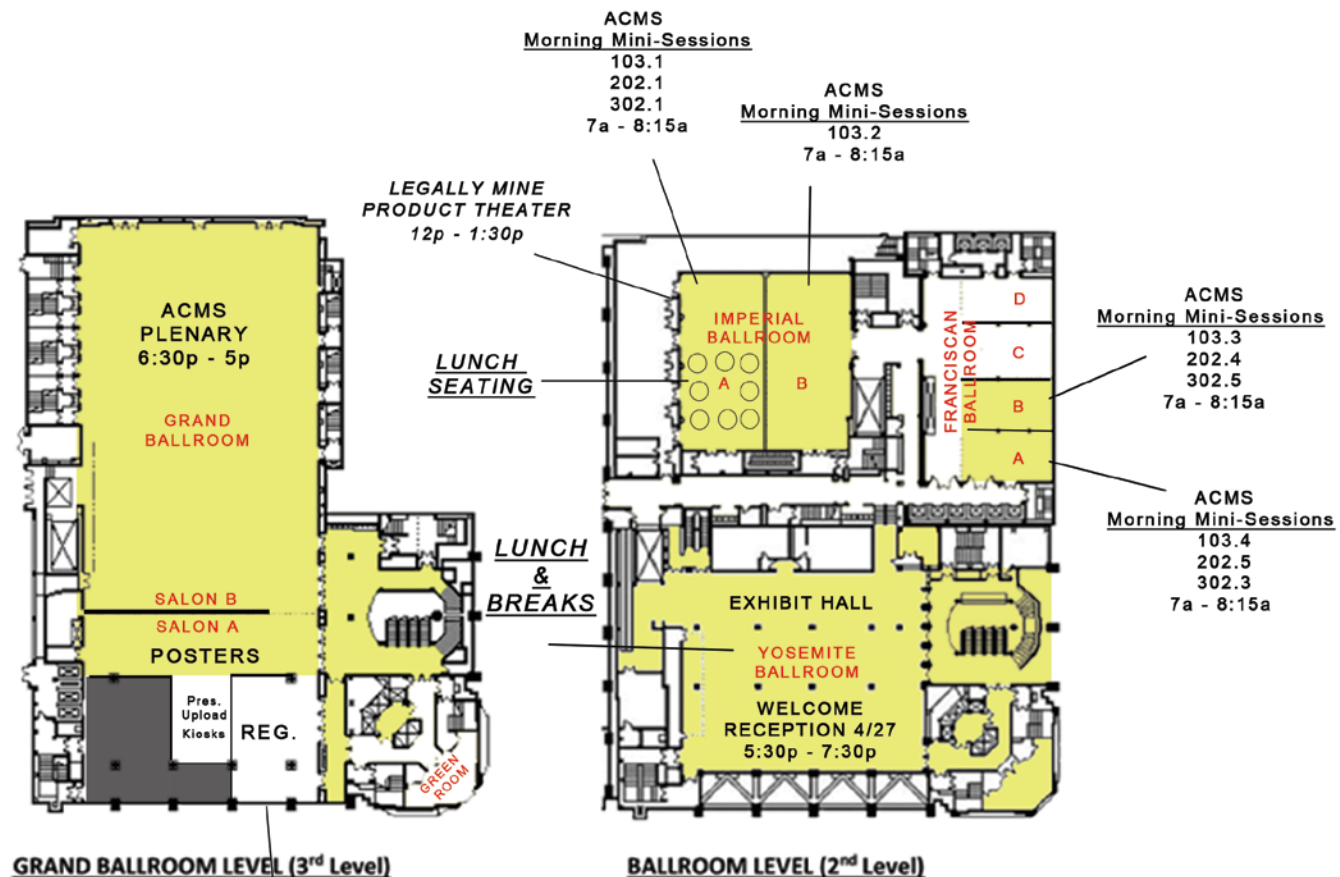 ACMS
Morning Mini-Sessions
103.1
202.1
302.1
7a - 8:15a
ACMS
Morning Mini-Sessions
103.2
7a - 8:15a
LEGALLY MINE
PRODUCT THEATER
12p - 1:30p
LUNCH
SEATING
ACMS
PLENARY
6:30p - 5p
GRAND
BALLROOM
SALON B
SALON A
POSTERS
Pres.
Upload
Kiosks
REG.
GREEN
ROOM
GRAND BALLROOM LEVEL (3rd Level)
IMPERIAL
BALLROOM
A
B
FRANCISCAN
BALLROOM
D
C
B
A
ACMS
Morning Mini-Sessions
103.3
202.4
302.5
7a - 8:15a
ACMS
Morning Mini-Sessions
103.4
202.5
302.3
7a - 8:15a
LUNCH
&
BREAKS
EXHIBIT HALL
YOSEMITE
BALLROOM
WELCOME
RECEPTION 4/27
5:30p - 7:30p
BALLROOM LEVEL (2nd Level)